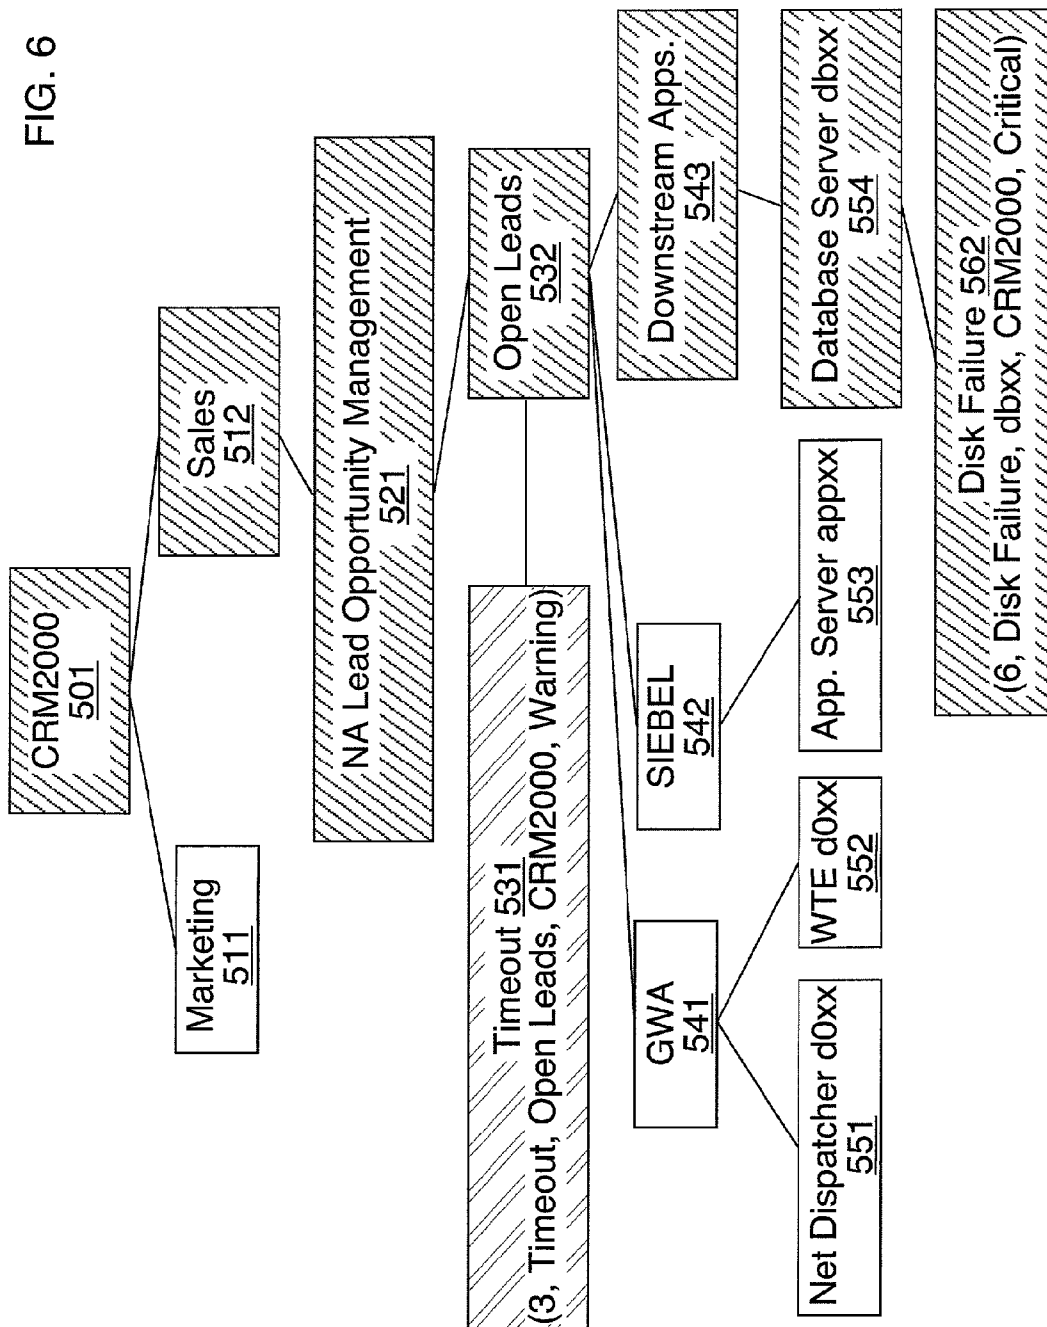 FIG. 6
CRM2000
501
Marketing
511
Sales
512
NA Lead Opportunity Management
521
Timeout 531
(3, Timeout, Open Leads, CRM2000, Warning)
Open Leads
532
GWA
541
SIEBEL
542
Downstream Apps.
543
Net Dispatcher d0xx
551
WTE d0xx
552
App. Server appxx
553
Database Server dbxx
554
Disk Failure 562
(6, Disk Failure, dbxx, CRM2000, Critical)